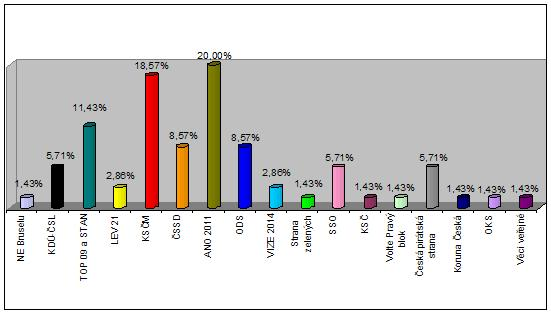 20,00%
18,57%
11,43%
8,57%
8,57%
5,71%
5,71%
5,71%
2,86%
2,86%
1,43%
1,43%
1,43%
1,43%
1,43%
1,43%
1,43%
NE Bruselu
KDU-ČSL
TOP 09 a STAN
LEV 21
KSČM
ČSSD
ANO 2011
ODS
VIZE 2014
Strana
zelených
SSO
KSČ
Volte Pravý
blok
Česká pirátská
strana
Koruna Česká
OKS
Věci veřejné